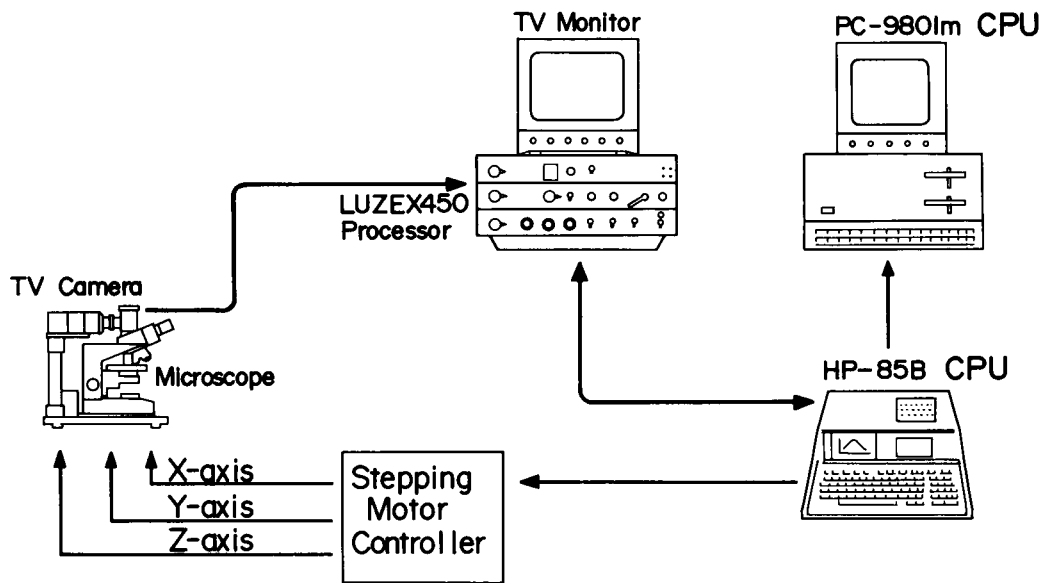 TV Monitor
PC-9801m CPU
LUZEX450
Processor
TV Camera
Microscope
HP-85B CPU
X-axis
Y-axis
Z-axis
Stepping
Motor
Controller